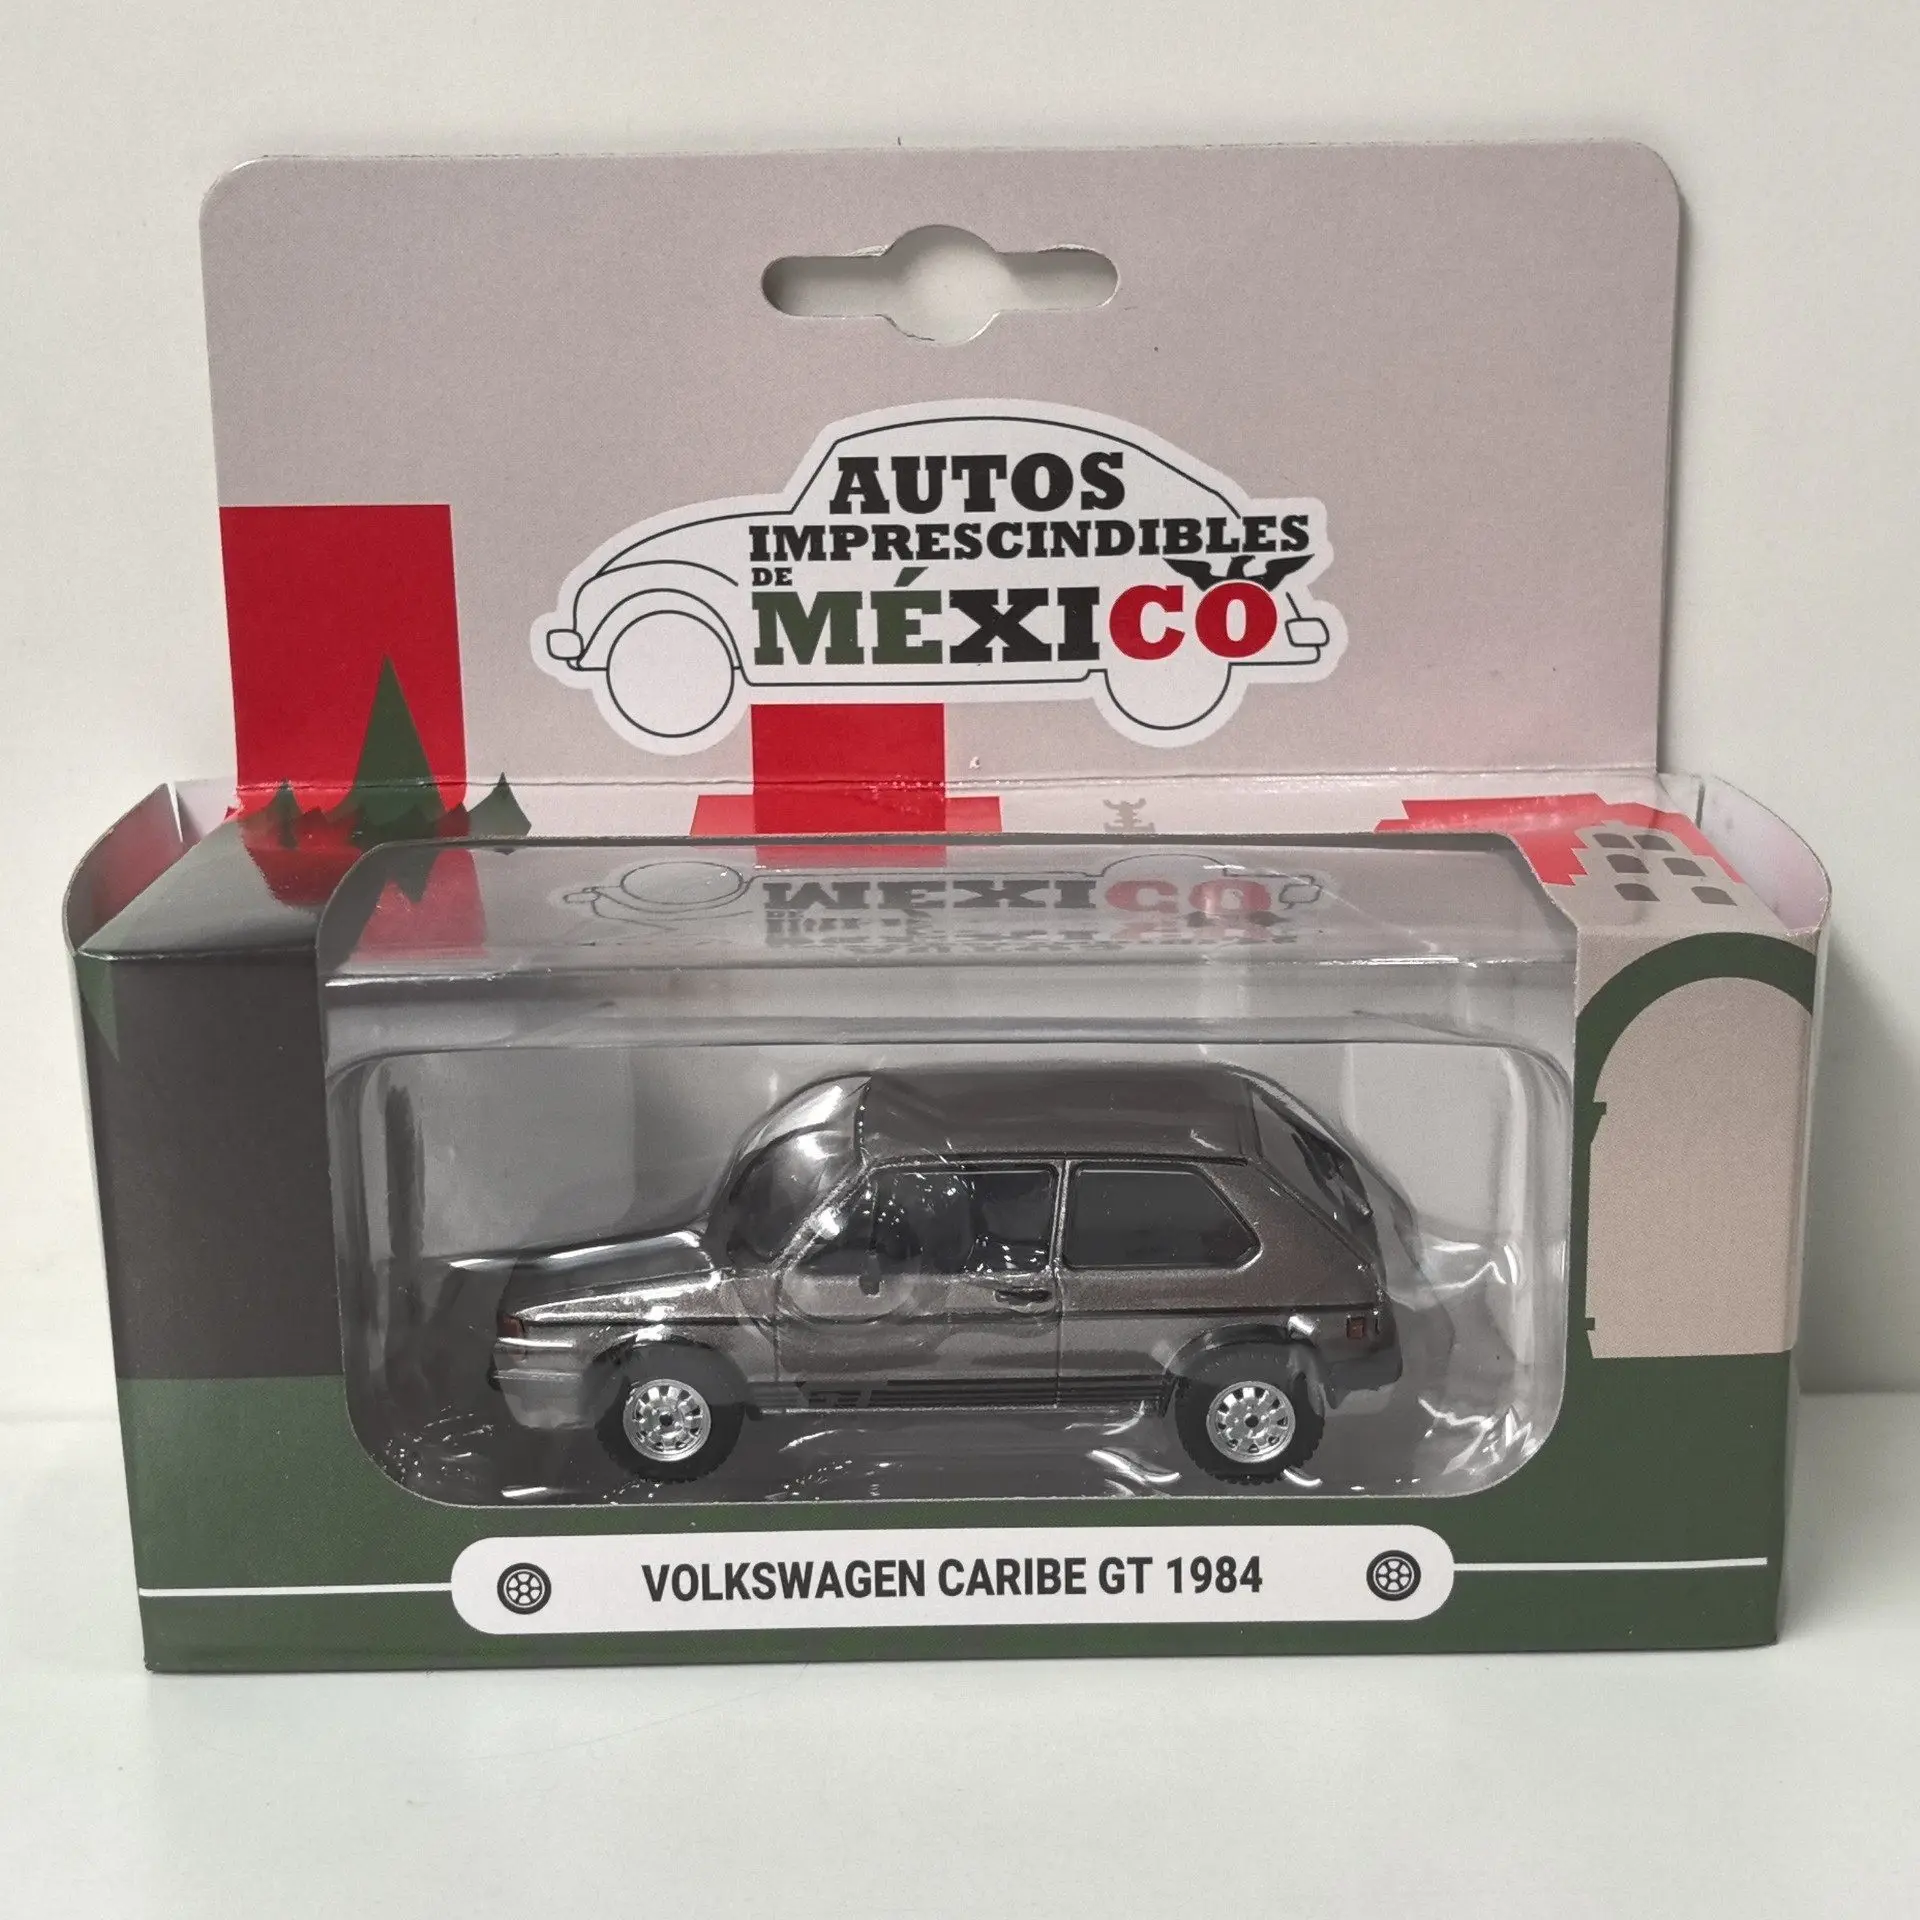 AUTOS
IMPRESCINDIBLES
DE
MÉXICO
VOLKSWAGEN CARIBE GT 1984